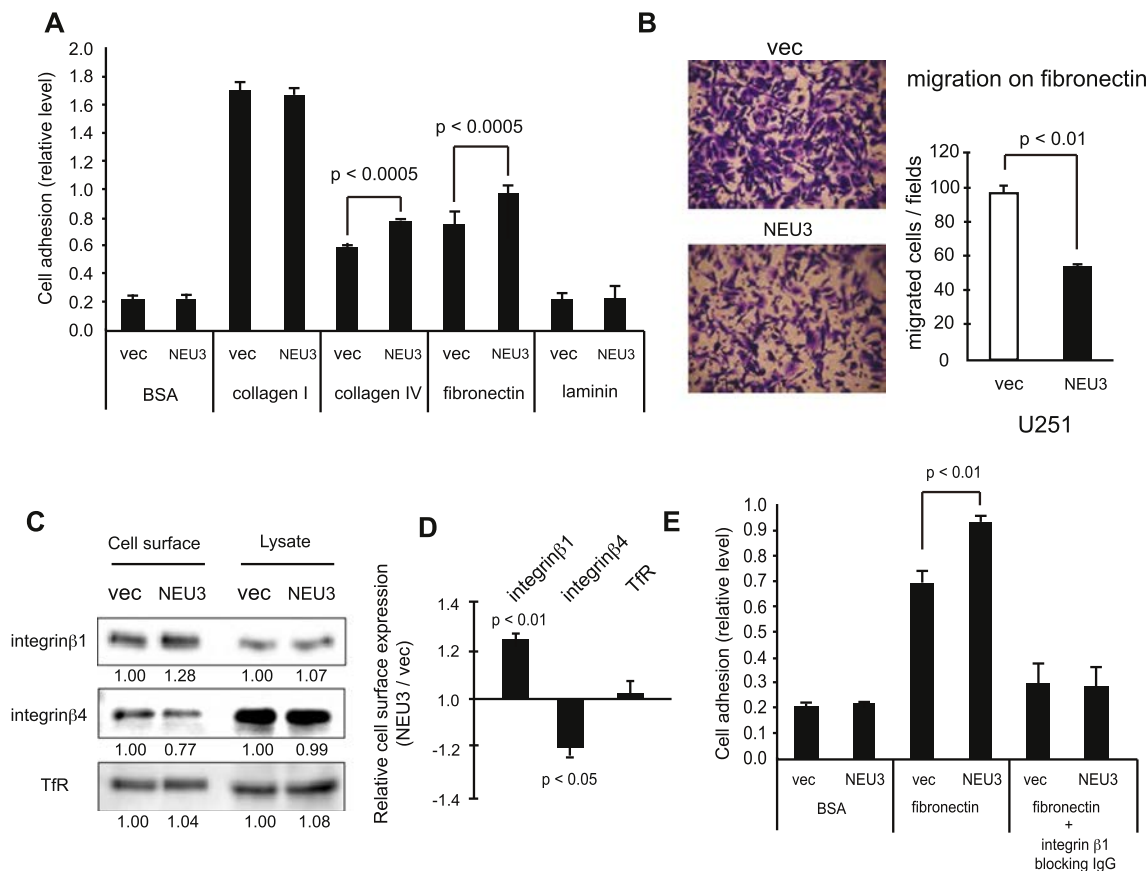 A
Cell adhesion (relative level)
2.0
1.8
1.6
1.4
1.2
1.0
0.8
0.6
0.4
0.2
0.0
p < 0.0005
p < 0.0005
vec NEU3 vec NEU3 vec NEU3 vec NEU3 vec NEU3
BSA collagen I collagen IV fibronectin laminin
B
vec
NEU3
migration on fibronectin
p < 0.01
migrated cells / fields
120
100
80
60
40
20
0
vec NEU3
U251
C
Cell surface Lysate
vec NEU3 vec NEU3
integrinβ1
1.00 1.28 1.00 1.07
integrinβ4
1.00 0.77 1.00 0.99
TfR
1.00 1.04 1.00 1.08
D
integrinβ1
integrinβ4
TfR
Relative cell surface expression
(NEU3 / vec)
1.4
1.2
1.0
-1.2
-1.4
p < 0.01
p < 0.05
E
p < 0.01
Cell adhesion (relative level)
1.0
0.9
0.8
0.7
0.6
0.5
0.4
0.3
0.2
0.1
0.0
vec NEU3 vec NEU3 vec NEU3
BSA fibronectin fibronectin
+
integrin β1
blocking IgG